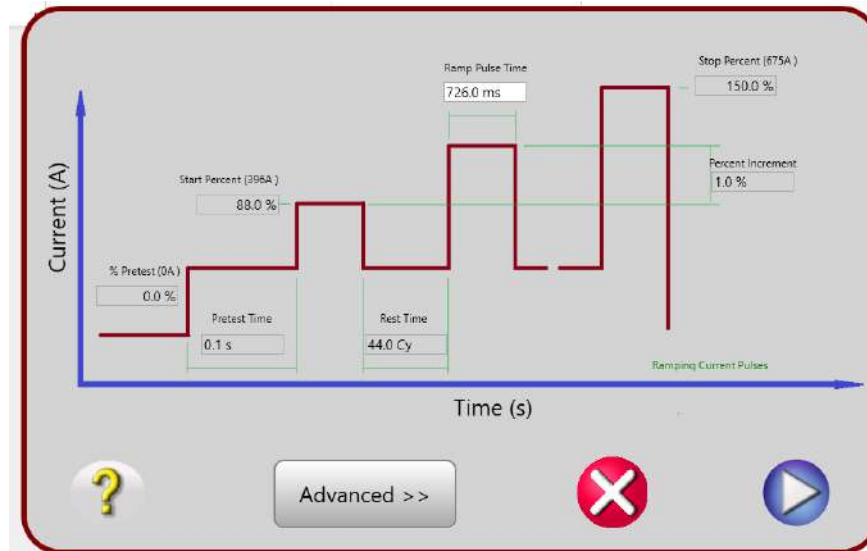 Ramp Pulse Time
726.0 ms
Stop Percent (675A )
150.0 %
Percent Increment
1.0 %
Start Percent (396A )
88.0 %
% Pretest (0A )
0.0 %
Pretest Time
0.1 s
Rest Time
44.0 Cy
Current (A)
Ramping Current Pulses
Time (s)
?
Advanced >>